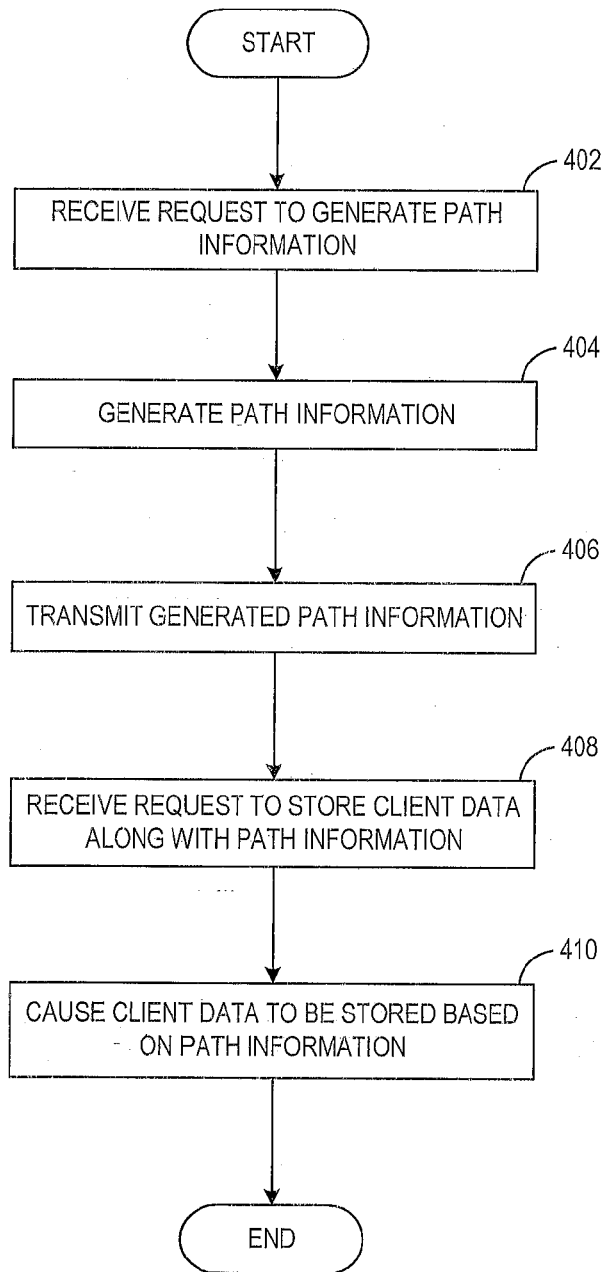 START
402
RECEIVE REQUEST TO GENERATE PATH
INFORMATION
404
GENERATE PATH INFORMATION
406
TRANSMIT GENERATED PATH INFORMATION
408
RECEIVE REQUEST TO STORE CLIENT DATA
ALONG WITH PATH INFORMATION
410
CAUSE CLIENT DATA TO BE STORED BASED
ON PATH INFORMATION
END